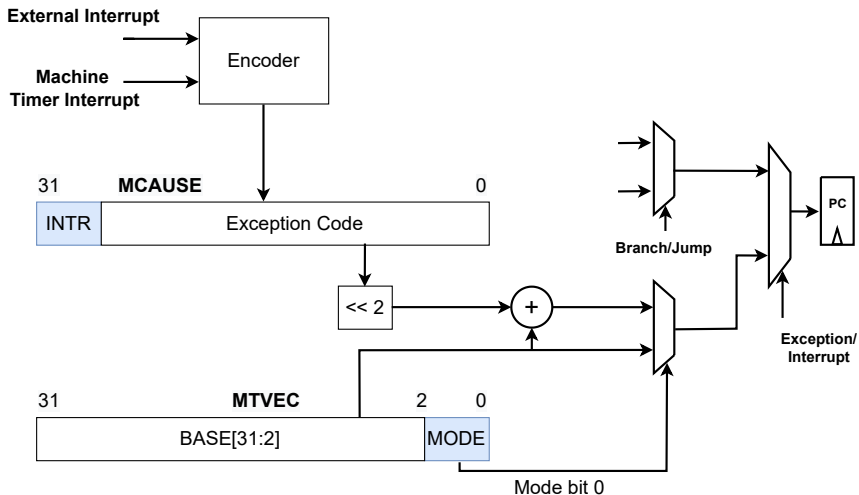 External Interrupt
Encoder
Machine
Timer Interrupt
31 MCAUSE 0
INTR Exception Code
<< 2
+
Branch/Jump
PC
Exception/
Interrupt
31 MTVEC 2 0
BASE[31:2] MODE
Mode bit 0